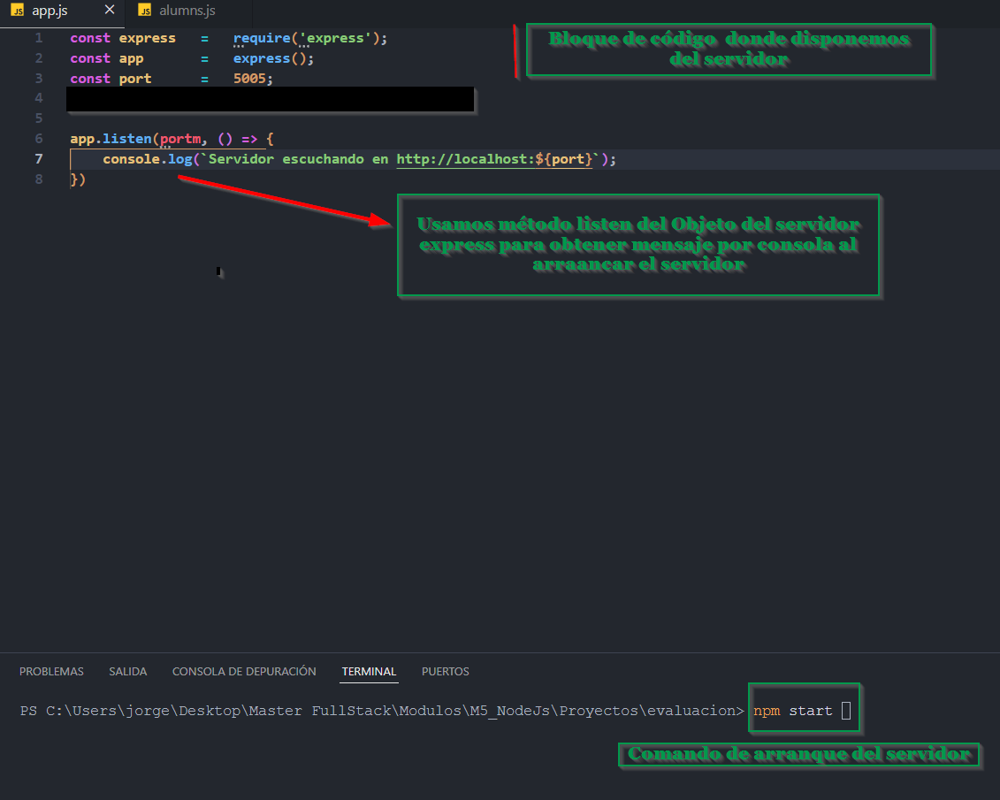 app.js
alumns.js
1 const express = require('express');
2 const app = express();
3 const port = 5005;
4
5
6 app.listen(portm, () => {
7 console.log(`Servidor escuchando en http://localhost:${port}`);
8 })
Bloque de código donde disponemos
del servidor
Usamos método listen del Objeto del servidor
express para obtener mensaje por consola al
arraancar el servidor
PROBLEMAS SALIDA CONSOLA DE DEPURACIÓN TERMINAL PUERTOS
PS C:\Users\jorge\Desktop\Master FullStack\Modulos\M5_NodeJs\Proyectos\evaluacion> npm start
Comando de arranque del servidor